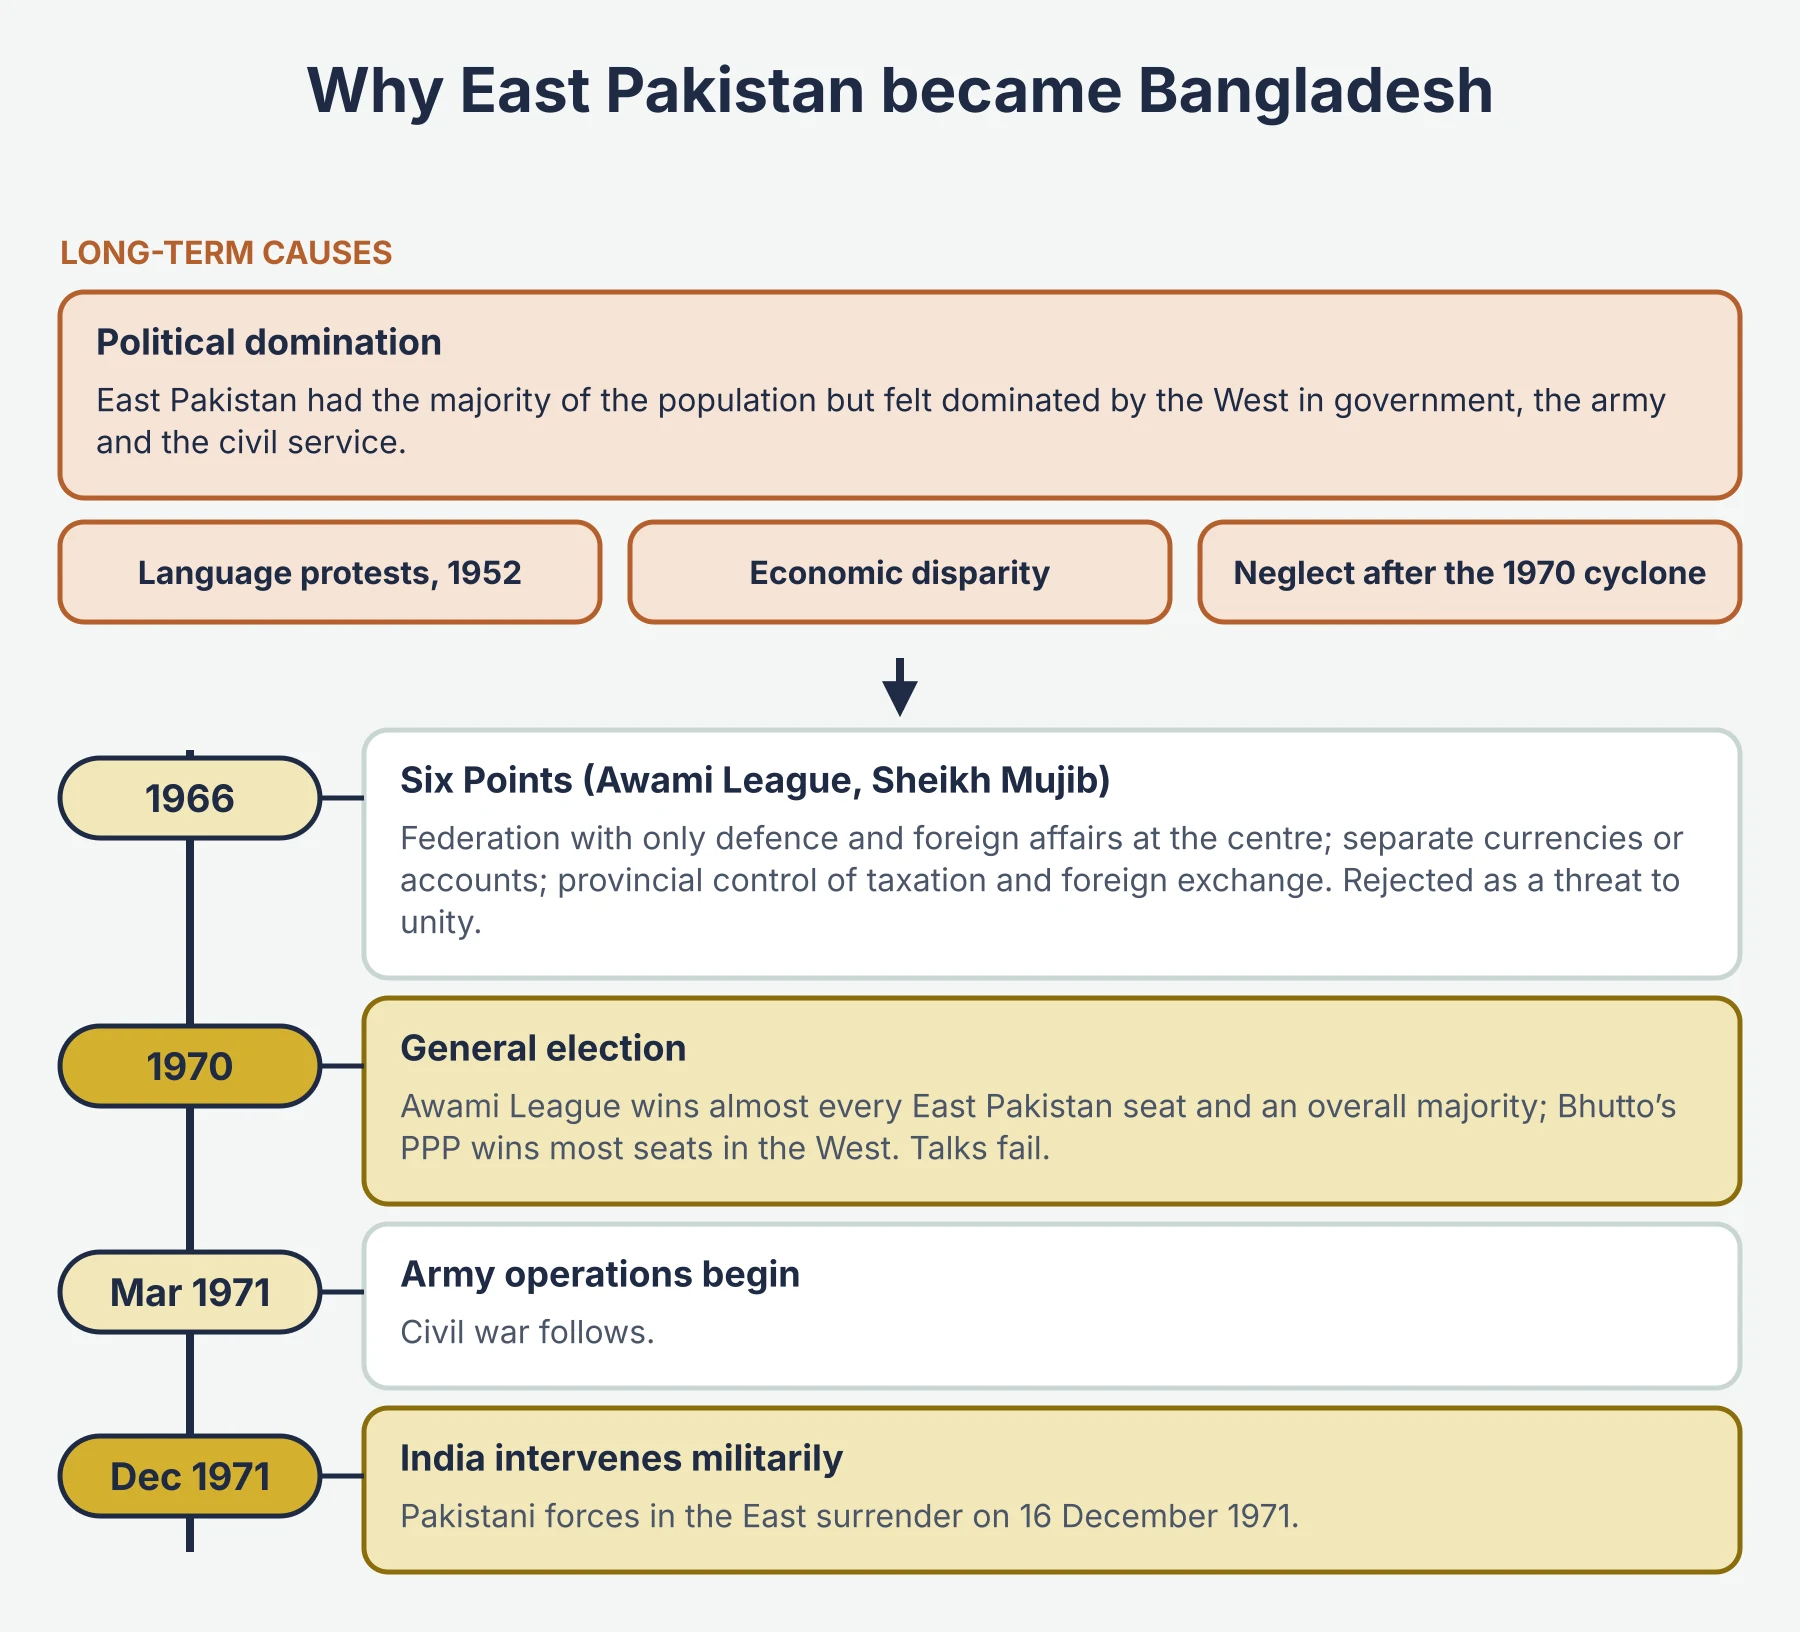 Why East Pakistan became Bangladesh
LONG-TERM CAUSES
Political domination
East Pakistan had the majority of the population but felt dominated by the West in government, the army
and the civil service.
Language protests, 1952
Economic disparity
Neglect after the 1970 cyclone
1966
Six Points (Awami League, Sheikh Mujib)
Federation with only defence and foreign affairs at the centre; separate currencies or
accounts; provincial control of taxation and foreign exchange. Rejected as a threat to
unity.
1970
General election
Awami League wins almost every East Pakistan seat and an overall majority; Bhutto’s
PPP wins most seats in the West. Talks fail.
Mar 1971
Army operations begin
Civil war follows.
Dec 1971
India intervenes militarily
Pakistani forces in the East surrender on 16 December 1971.